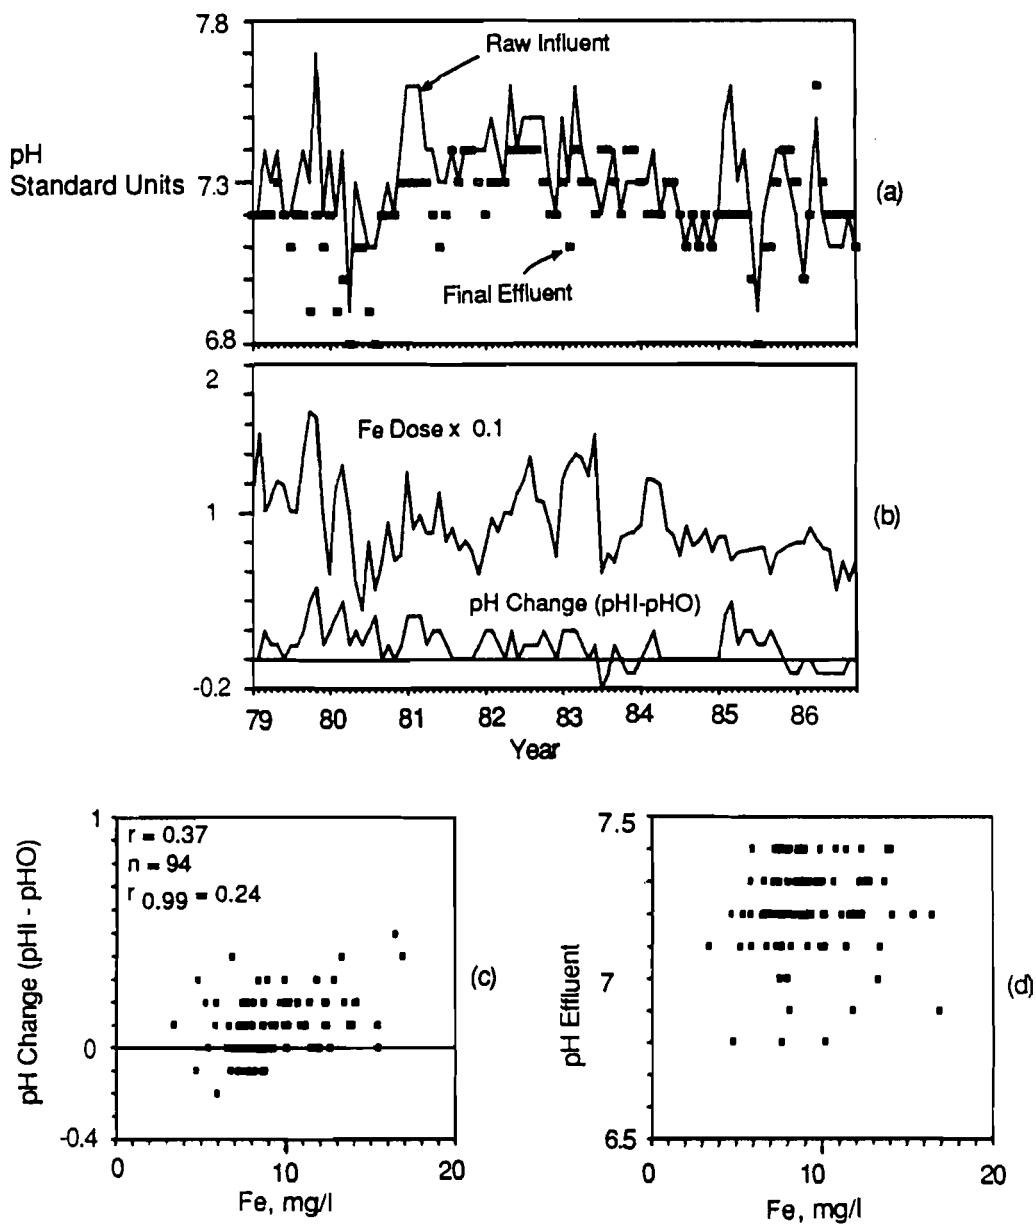 7.8
Raw Influent
pH
Standard Units
7.3
(a)
Final Effluent
6.8
2
Fe Dose x 0.1
1
(b)
pH Change (pHI-pHO)
-0.2
79 80 81 82 83 84 85 86
Year
1
r = 0.37
n = 94
r 0.99 = 0.24
pH Change (pHI - pHO)
(c)
0
-0.4
0 10 20
Fe, mg/l
7.5
pH Effluent
7
(d)
6.5
0 10 20
Fe, mg/l